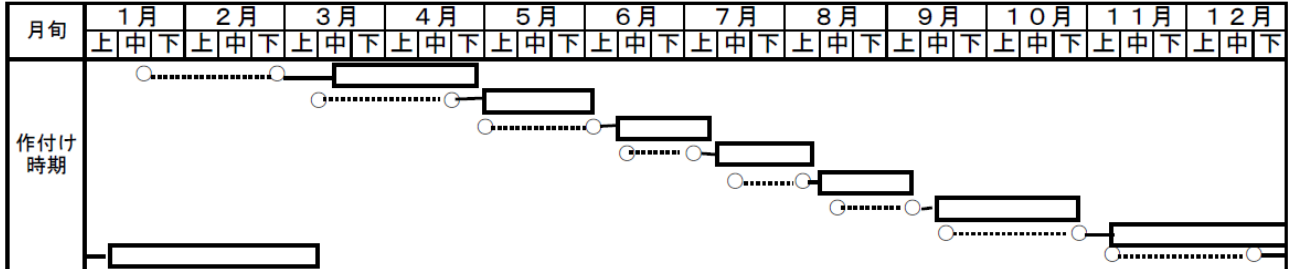 月旬 1月 2月 3月 4月 5月 6月 7月 8月 9月 10月 11月 12月
上 中 下 上 中 下 上 中 下 上 中 下 上 中 下 上 中 下 上 中 下 上 中 下 上 中 下 上 中 下 上 中 下 上 中 下
作付け
時期